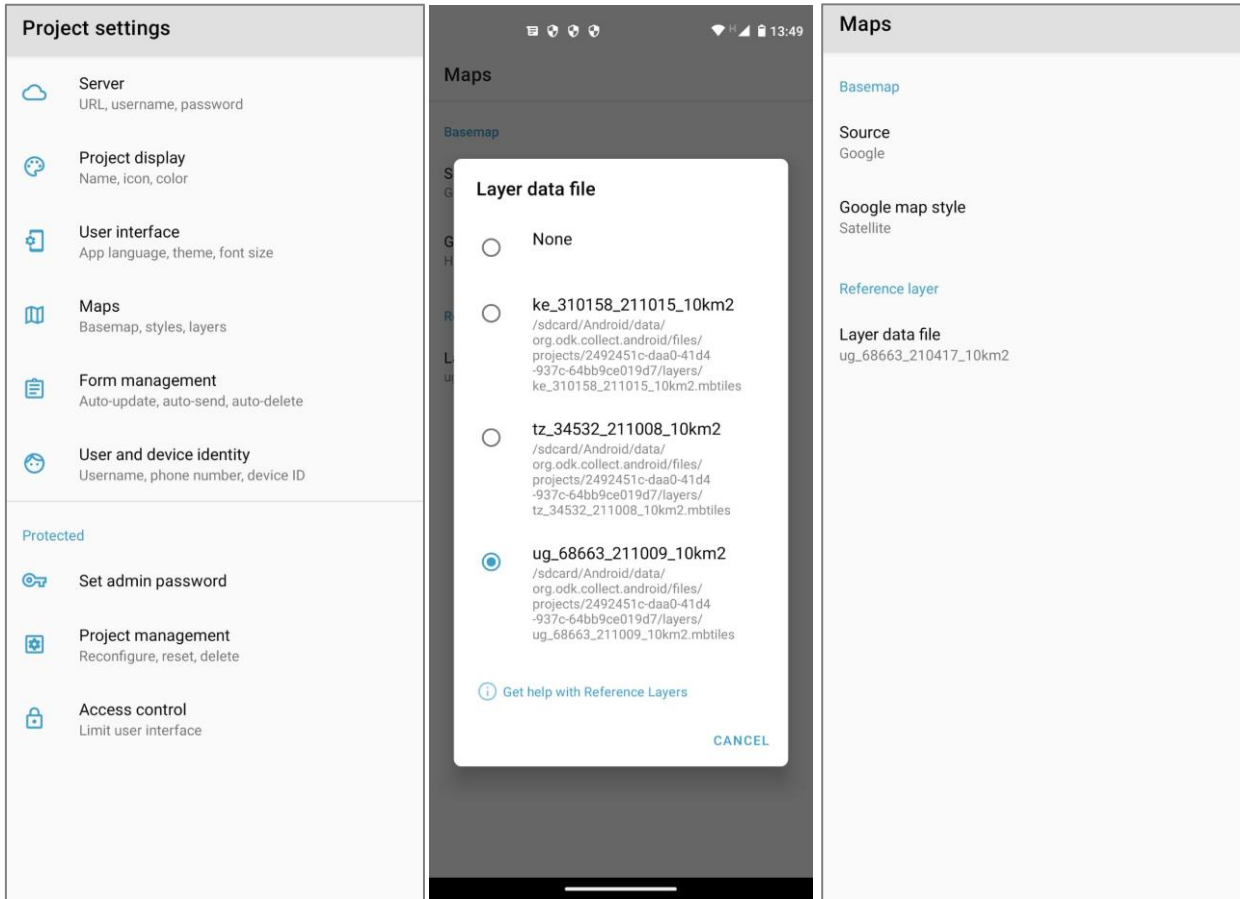 Project settings
Server
URL, username, password
Project display
Name, icon, color
User interface
App language, theme, font size
Maps
Basemap, styles, layers
Form management
Auto-update, auto-send, auto-delete
User and device identity
Username, phone number, device ID
Protected
Set admin password
Project management
Reconfigure, reset, delete
Access control
Limit user interface
H 13:49
Maps
Basemap
S
G
G
H
R
L
u
Layer data file
None
ke_310158_211015_10km2
/sdcard/Android/data/
org.odk.collect.android/files/
projects/2492451c-daa0-41d4
-937c-64bb9ce019d7/layers/
ke_310158_211015_10km2.mbtiles
tz_34532_211008_10km2
/sdcard/Android/data/
org.odk.collect.android/files/
projects/2492451c-daa0-41d4
-937c-64bb9ce019d7/layers/
tz_34532_211008_10km2.mbtiles
ug_68663_211009_10km2
/sdcard/Android/data/
org.odk.collect.android/files/
projects/2492451c-daa0-41d4
-937c-64bb9ce019d7/layers/
ug_68663_211009_10km2.mbtiles
Get help with Reference Layers
CANCEL
Maps
Basemap
Source
Google
Google map style
Satellite
Reference layer
Layer data file
ug_68663_210417_10km2